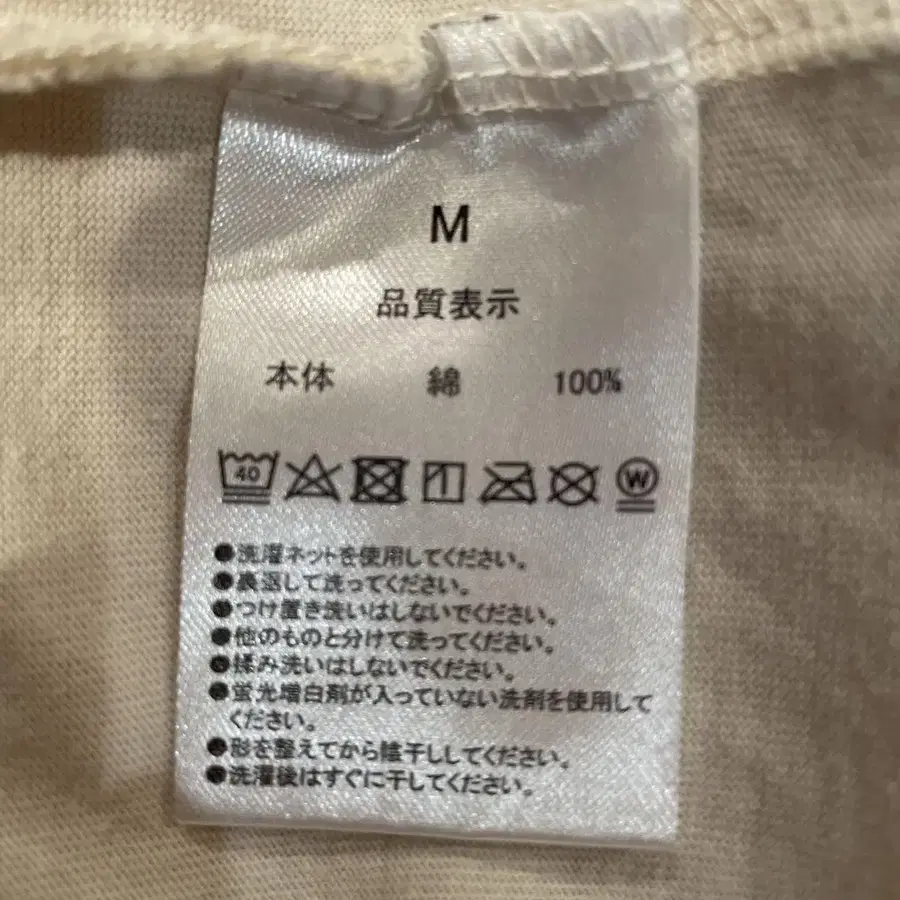 M
品質表示
本体 綿 100%
40 W
●洗濯ネットを使用してください。
●裏返して洗ってください。
●つけ置き洗いはしないでください。
●他のものと分けて洗ってください。
●揉み洗いはしないでください。
●蛍光増白剤が入っていない洗剤を使用して
ください。
●形を整えてから陰干ししてください。
●洗濯後はすぐに干してください。